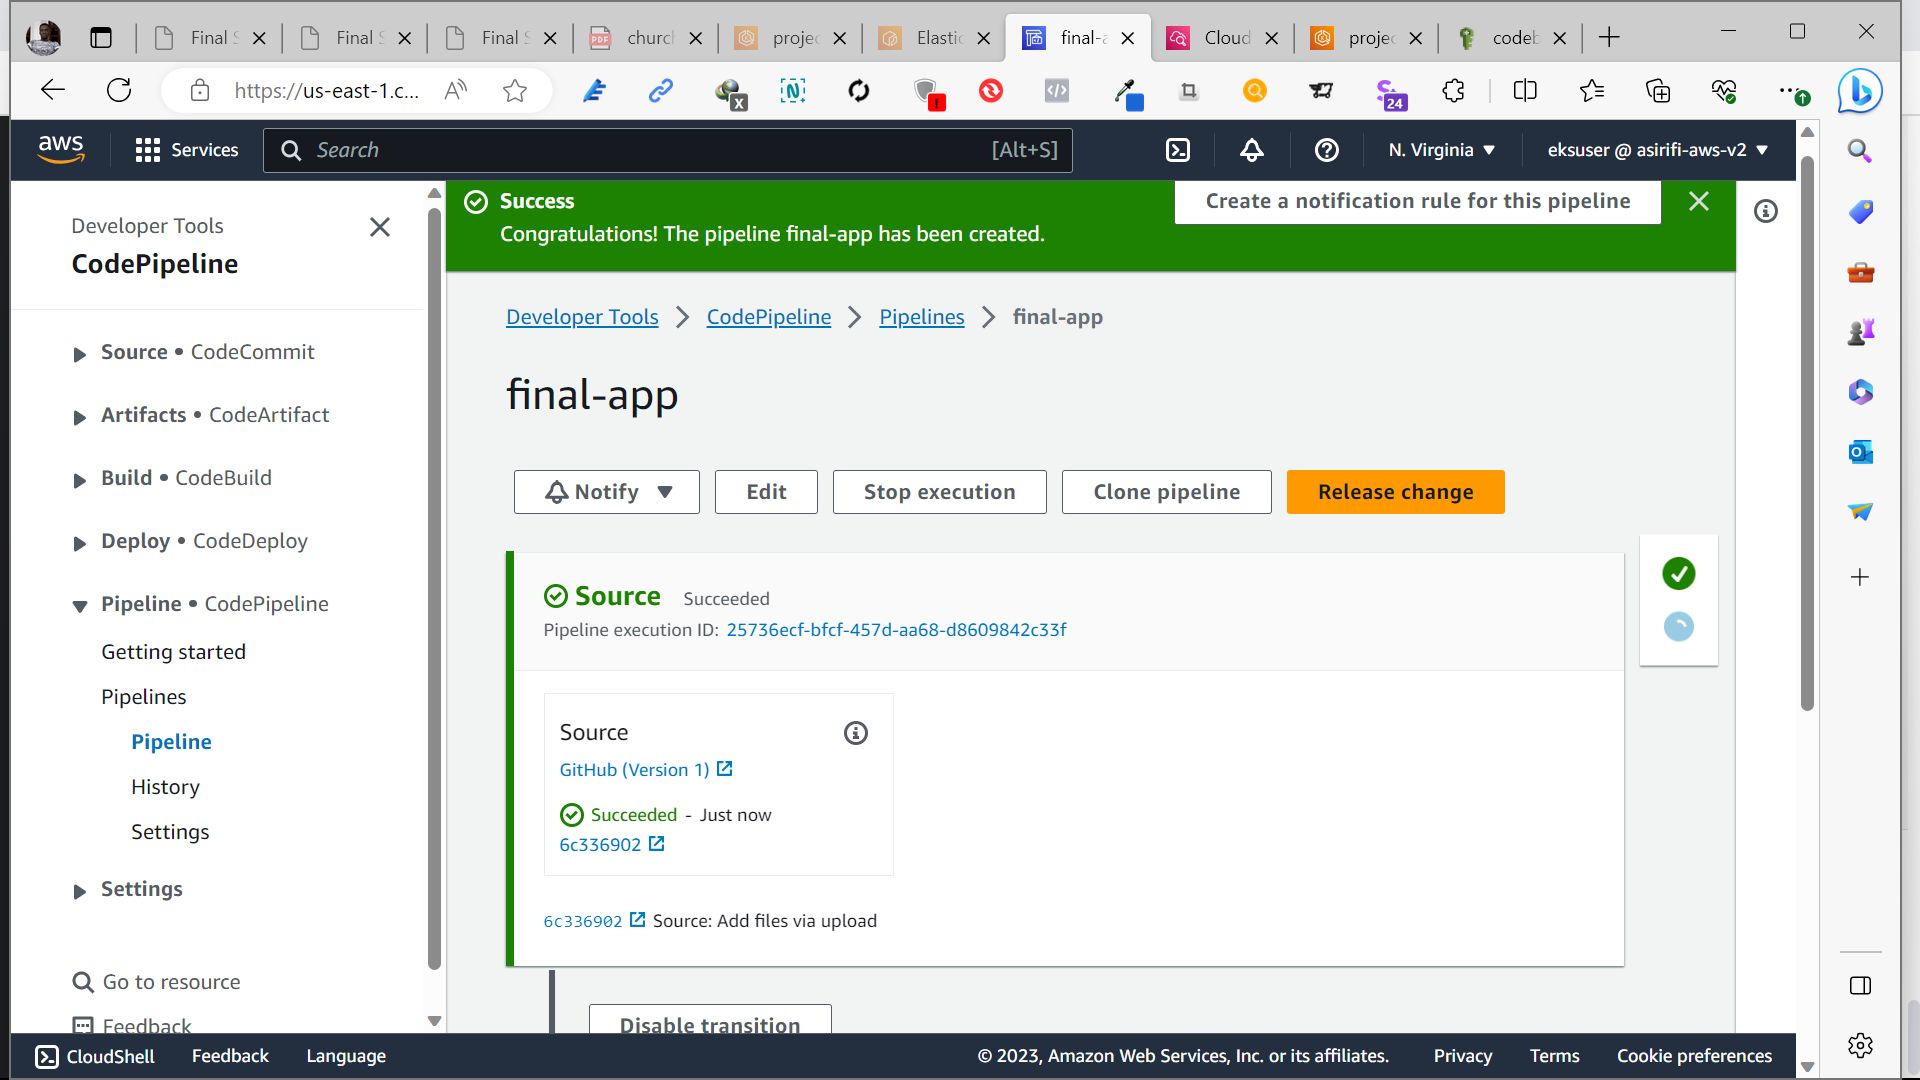 Final S
Final S
Final S
church
projec
Elastic
final-a
Cloud
projec
codeb
https://us-east-1.c...
24
aws
Services
Search
[Alt+S]
N. Virginia
eksuser @ asirifi-aws-v2
Developer Tools
CodePipeline
Source • CodeCommit
Artifacts • CodeArtifact
Build • CodeBuild
Deploy • CodeDeploy
Pipeline • CodePipeline
Getting started
Pipelines
Pipeline
History
Settings
Settings
Go to resource
Feedback
Success
Congratulations! The pipeline final-app has been created.
Create a notification rule for this pipeline
Developer Tools
CodePipeline
Pipelines
final-app
final-app
Notify
Edit
Stop execution
Clone pipeline
Release change
Source Succeeded
Pipeline execution ID: 25736ecf-bfcf-457d-aa68-d8609842c33f
Source
GitHub (Version 1)
Succeeded - Just now
6c336902
6c336902 Source: Add files via upload
Disable transition
CloudShell
Feedback
Language
© 2023, Amazon Web Services, Inc. or its affiliates.
Privacy
Terms
Cookie preferences